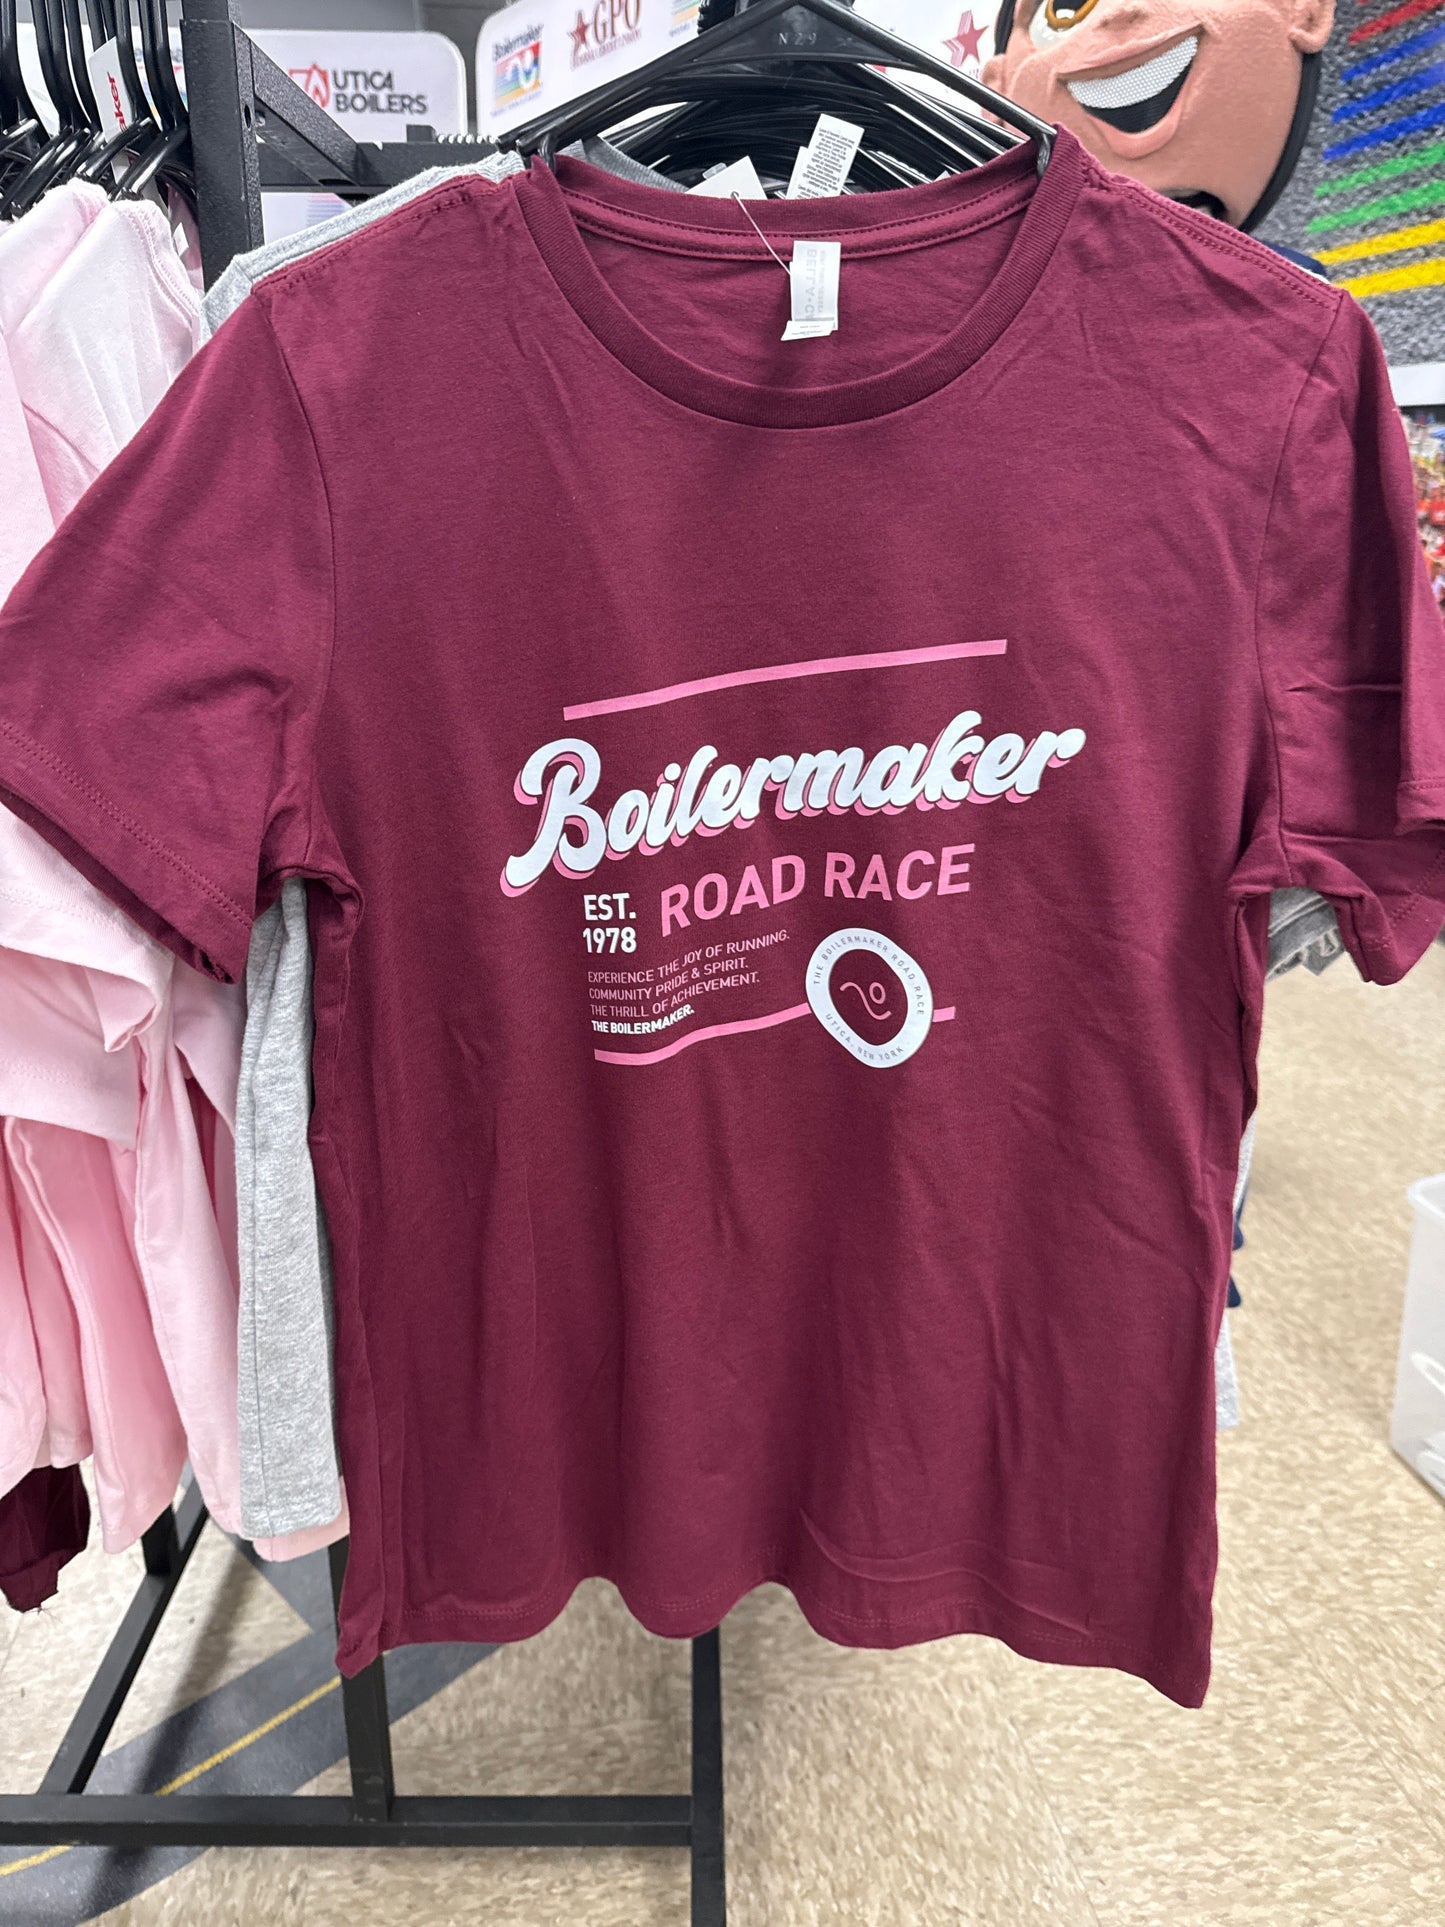 UTICA
BOILERS
Boilermaker
GPO
N29
BELLA+C
Boilermaker
ROAD RACE
EST.
1978
EXPERIENCE THE JOY OF RUNNING.
COMMUNITY PRIDE & SPIRIT.
THE THRILL OF ACHIEVEMENT.
THE BOILERMAKER.
THE BOILERMAKER ROAD RACE
UTICA, NEW YORK